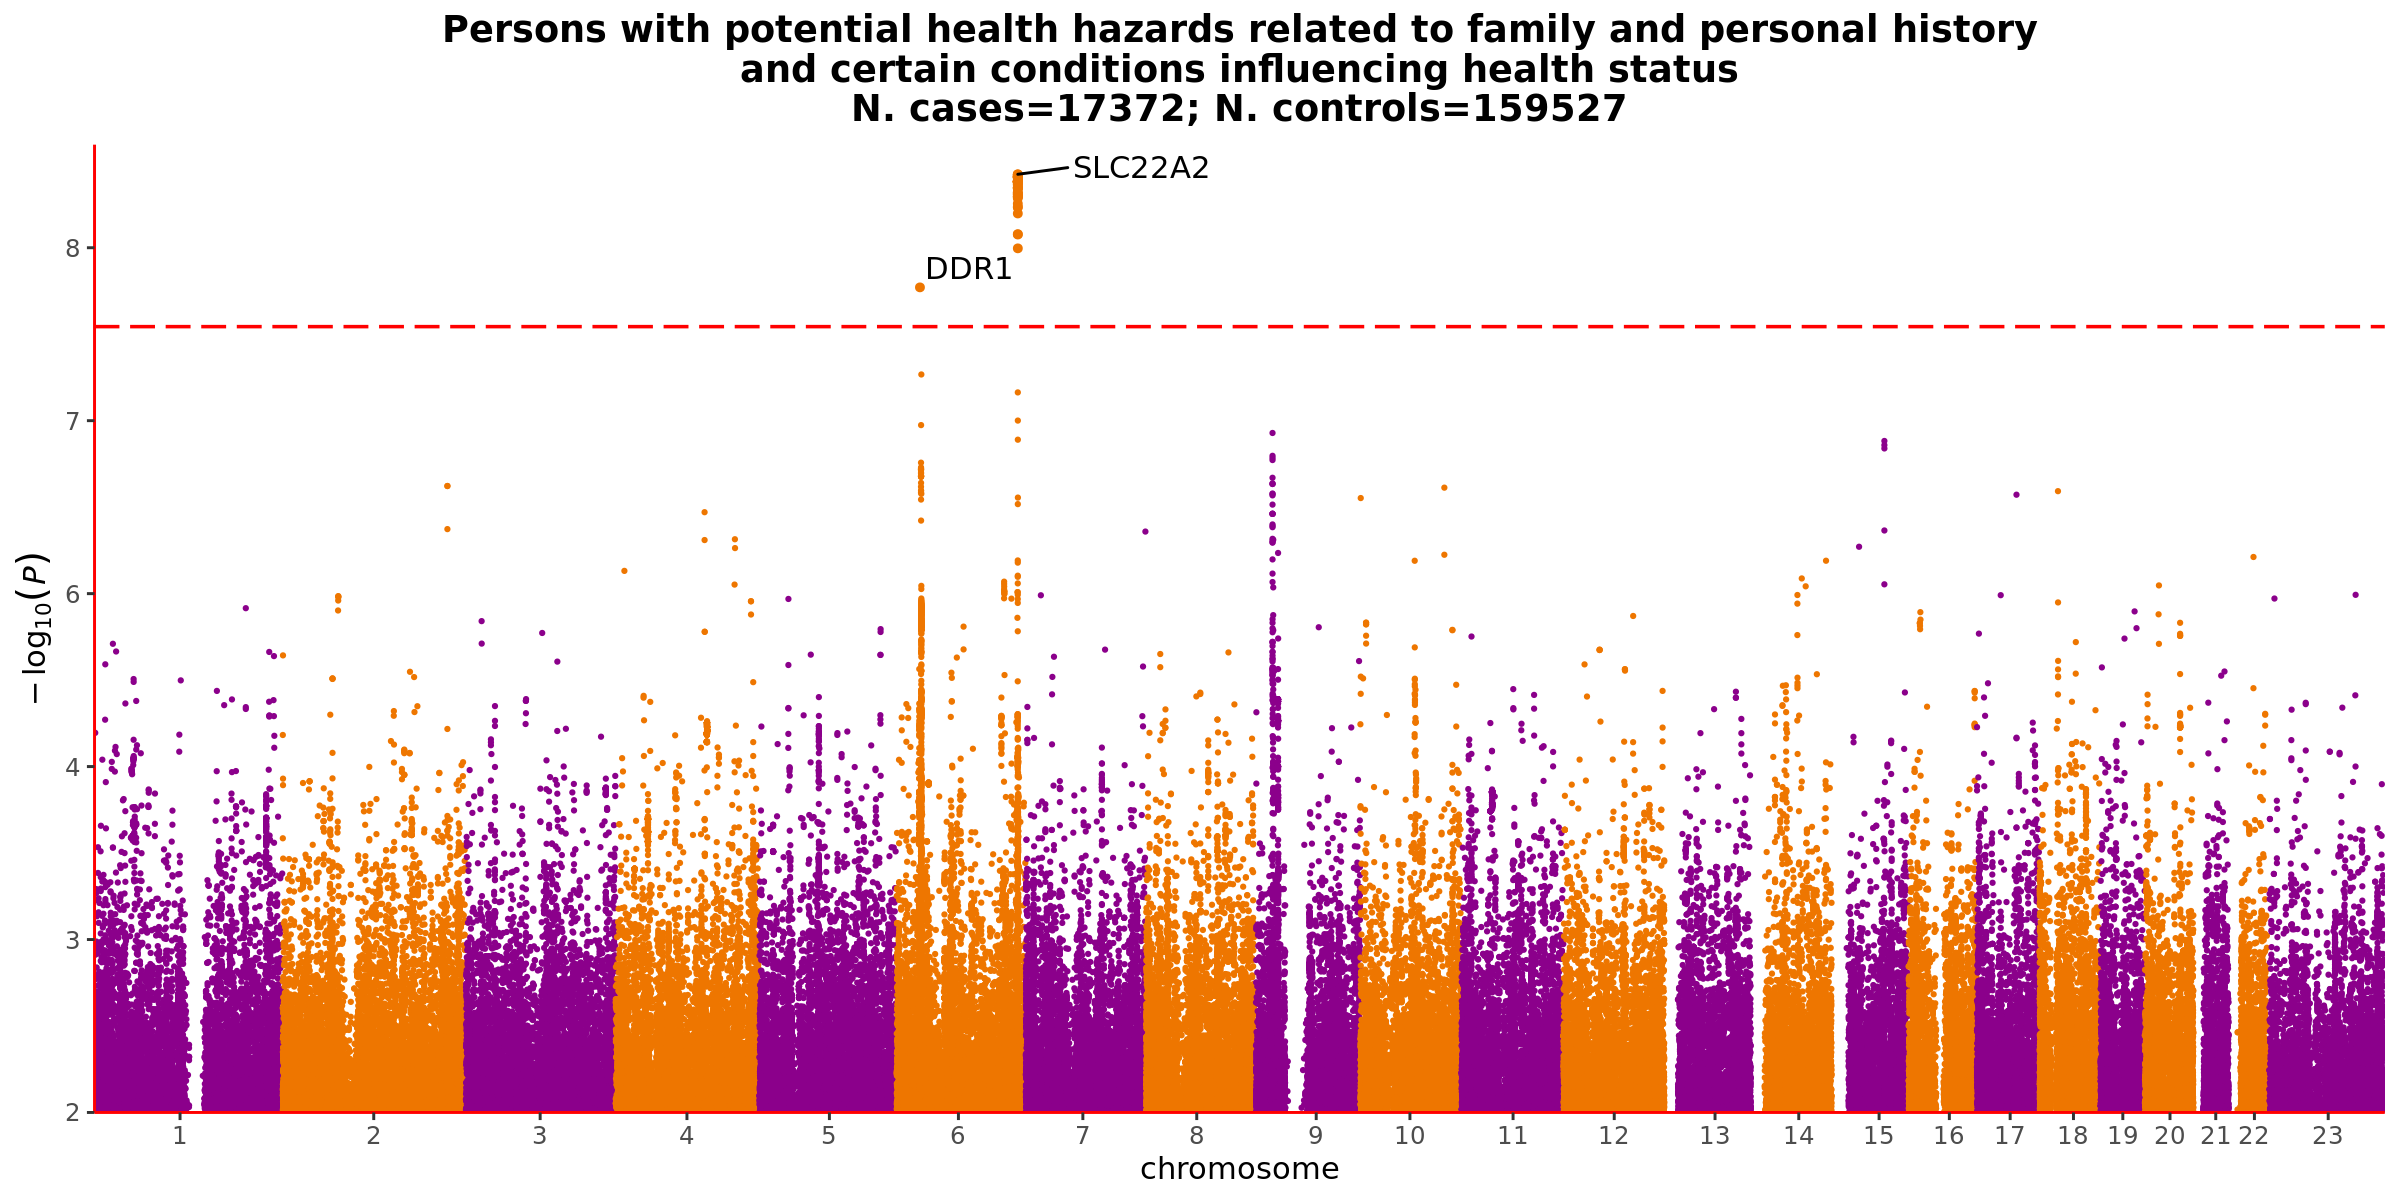 Persons with potential health hazards related to family and personal history
and certain conditions influencing health status
N. cases=17372; N. controls=159527
SLC22A2
DDR1
8
7
6
5
4
3
2
−log10(P)
1 2 3 4 5 6 7 8 9 10 11 12 13 14 15 16 17 18 19 20 21 22 23
chromosome